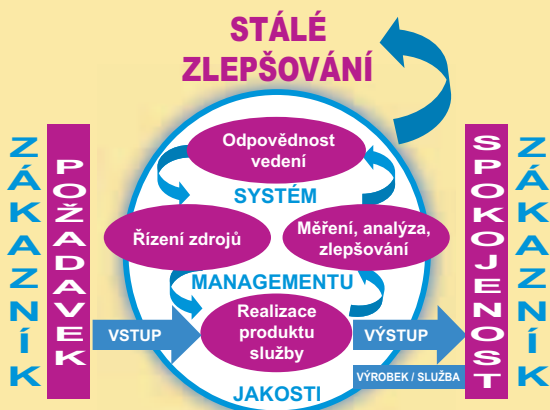 STÁLÉ
ZLEPŠOVÁNÍ
ZÁKAZNÍK
POŽADAVEK
Odpovědnost
vedení
SYSTÉM
Řízení zdrojů
Měření, analýza,
zlepšování
MANAGEMENTU
Realizace
produktu
služby
VSTUP
VÝSTUP
VÝROBEK / SLUŽBA
JAKOSTI
SPOKOJENOST
ZÁKAZNÍK